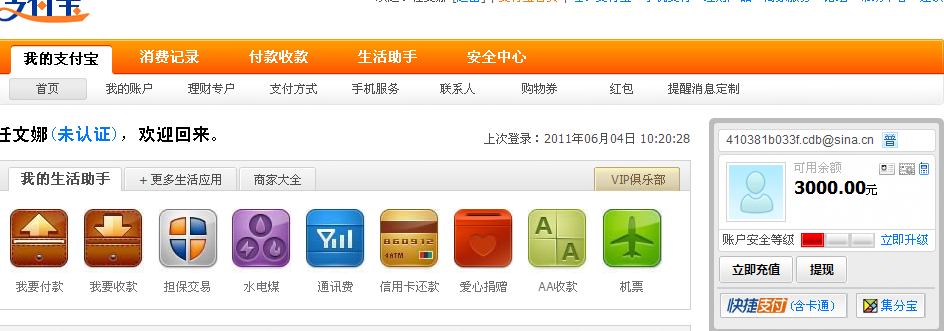 支付宝
我的支付宝 消费记录 付款收款 生活助手 安全中心
首页 我的账户 理财专户 支付方式 手机服务 联系人 购物券 红包 提醒消息定制
任文娜(未认证)，欢迎回来。
上次登录：2011年06月04日 10:20:28
我的生活助手 + 更多生活应用 商家大全 VIP俱乐部
860912
4ATM
A
A
我要付款 我要收款 担保交易 水电煤 通讯费 信用卡还款 爱心捐赠 AA收款 机票
410381b033f.cdb@sina.cn 普
可用余额
3000.00元
账户安全等级 立即升级
立即充值 提现
快捷支付(含卡通) 集分宝